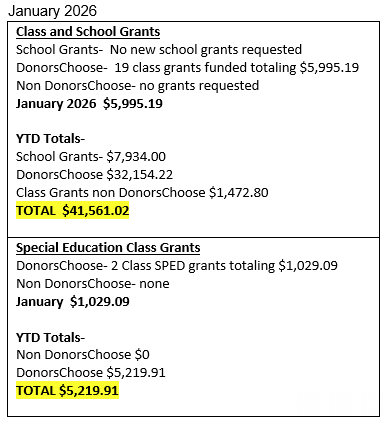 January 2026
Class and School Grants
School Grants-  No new school grants requested
DonorsChoose-  19 class grants funded totaling $5,995.19
Non DonorsChoose- no grants requested
January 2026  $5,995.19
YTD Totals-
School Grants- $7,934.00
DonorsChoose $32,154.22
Class Grants non DonorsChoose $1,472.80
TOTAL  $41,561.02
Special Education Class Grants
DonorsChoose- 2 Class SPED grants totaling $1,029.09
Non DonorsChoose- none
January  $1,029.09
YTD Totals-
Non DonorsChoose $0
DonorsChoose $5,219.91
TOTAL $5,219.91